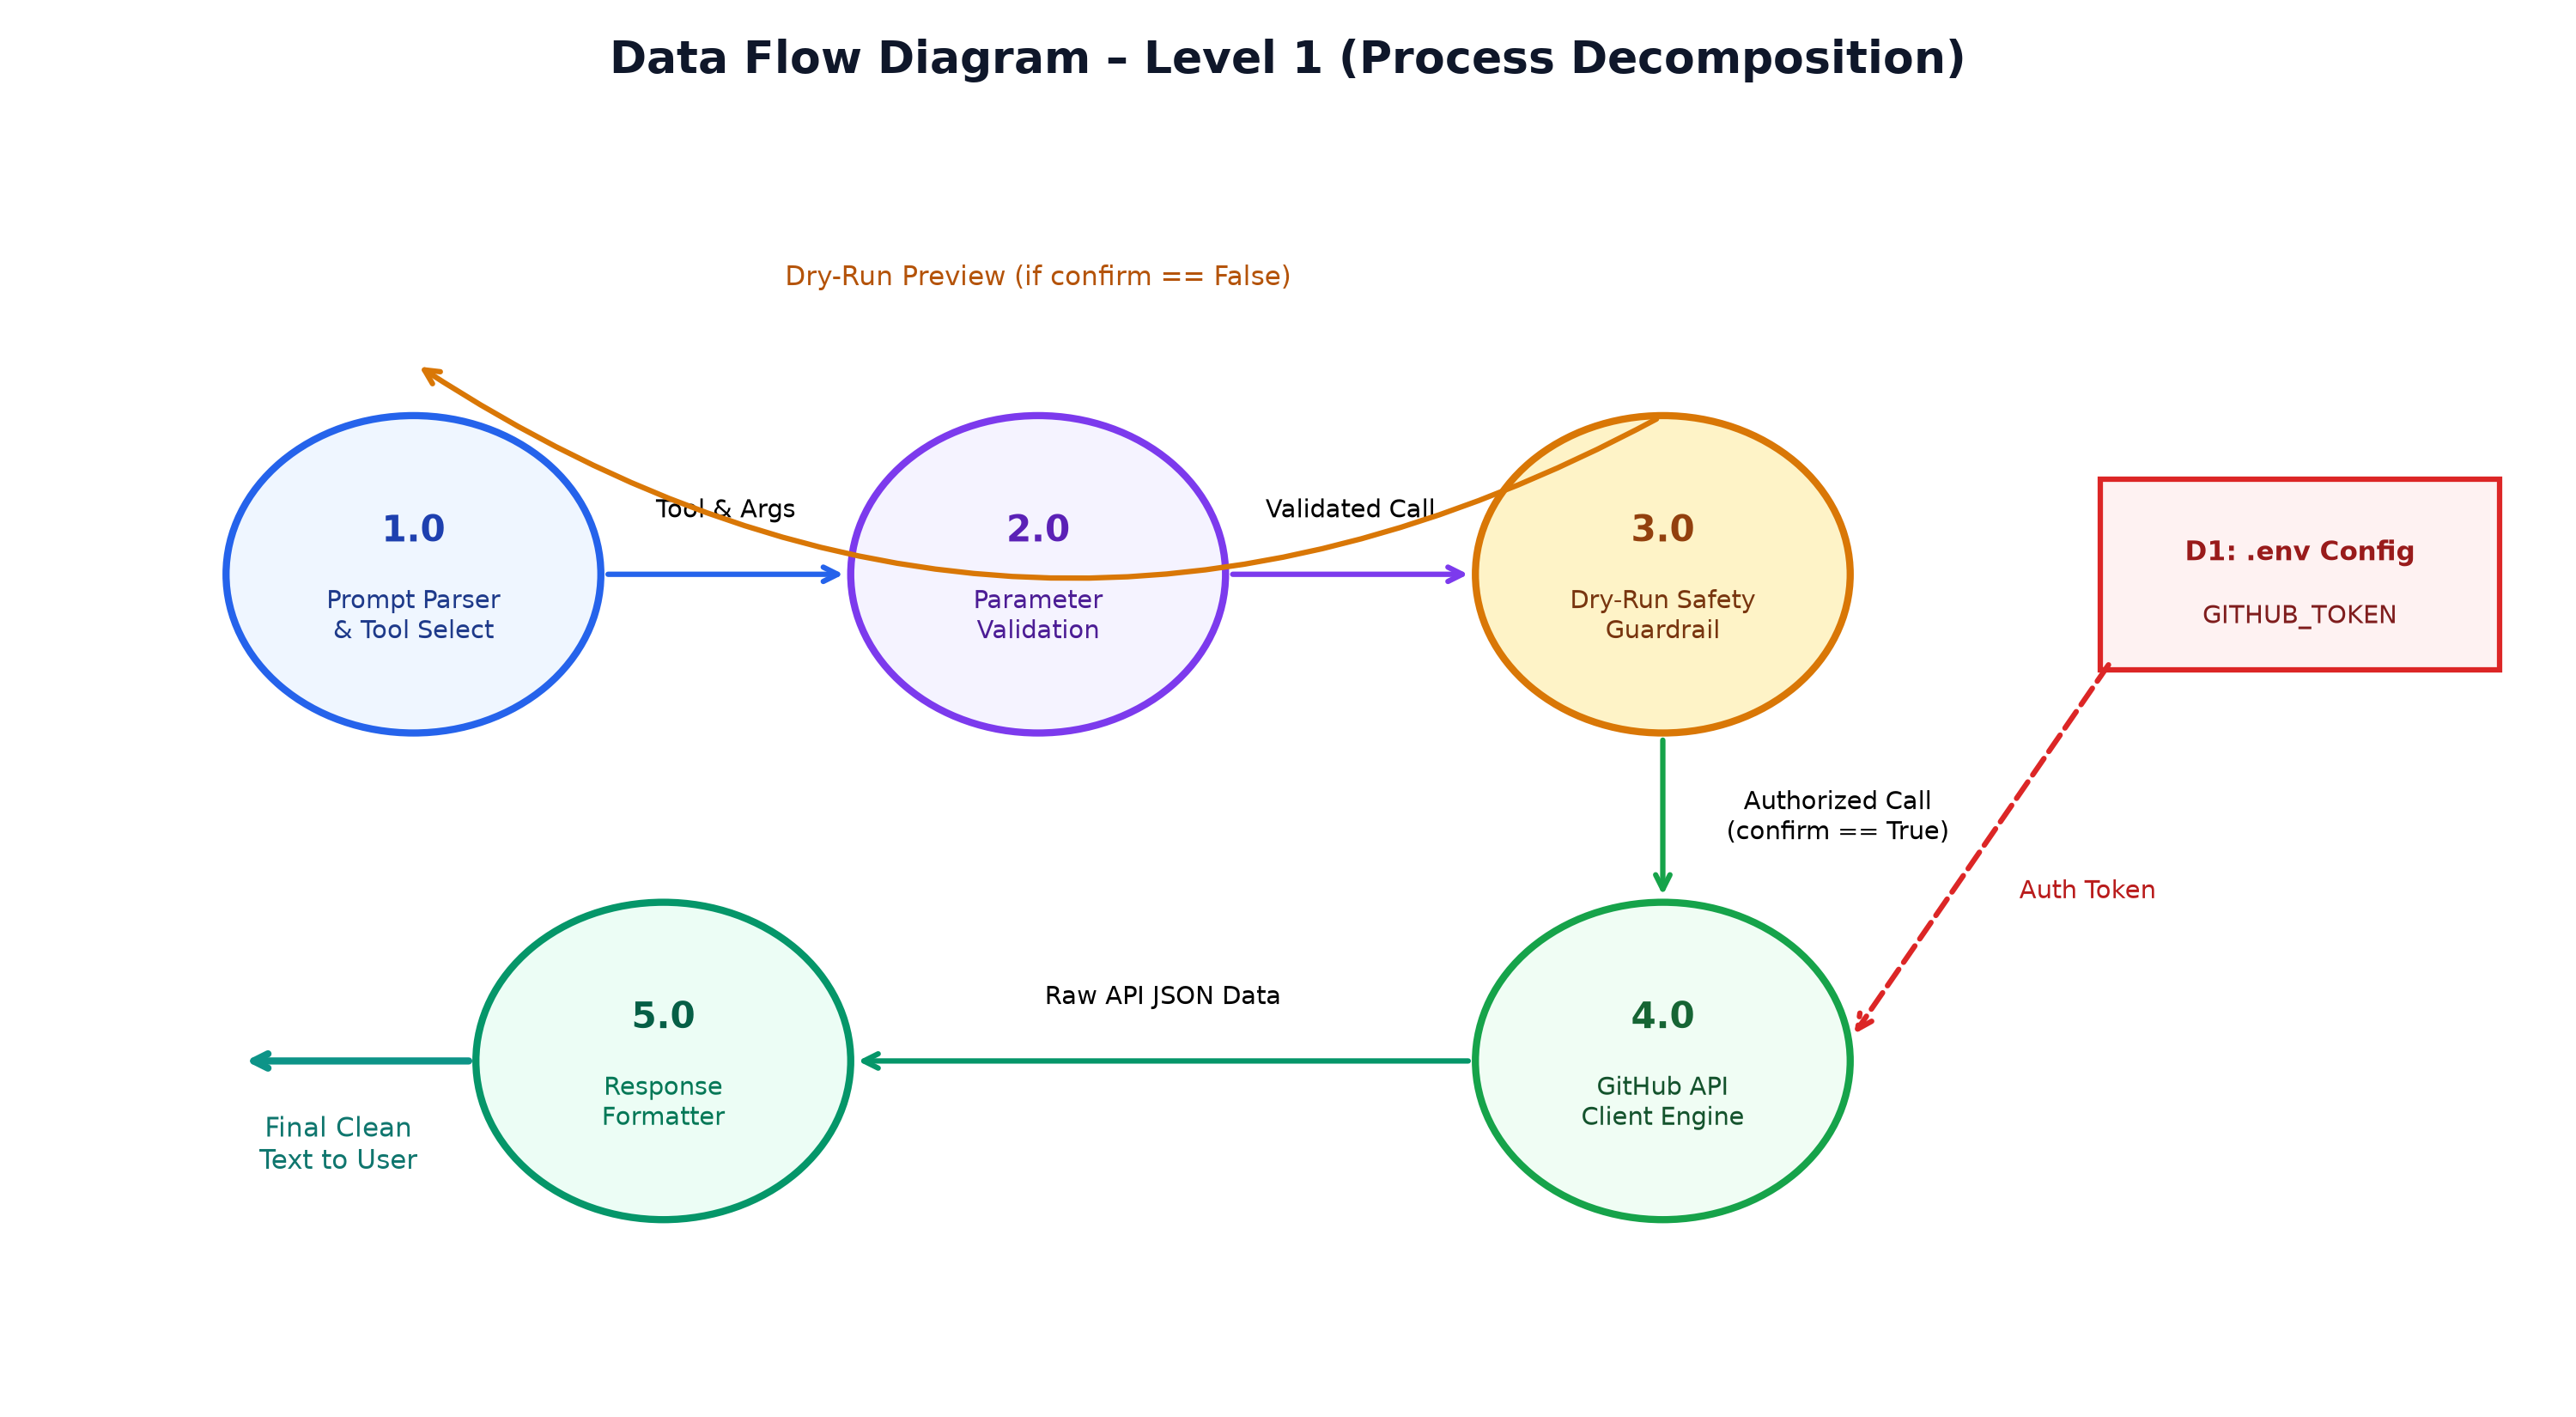 Data Flow Diagram – Level 1 (Process Decomposition)
Dry-Run Preview (if confirm == False)
1.0
Prompt Parser
& Tool Select
Tool & Args
2.0
Parameter
Validation
Validated Call
3.0
Dry-Run Safety
Guardrail
D1: .env Config
GITHUB_TOKEN
Authorized Call
(confirm == True)
Auth Token
4.0
GitHub API
Client Engine
Raw API JSON Data
5.0
Response
Formatter
Final Clean
Text to User